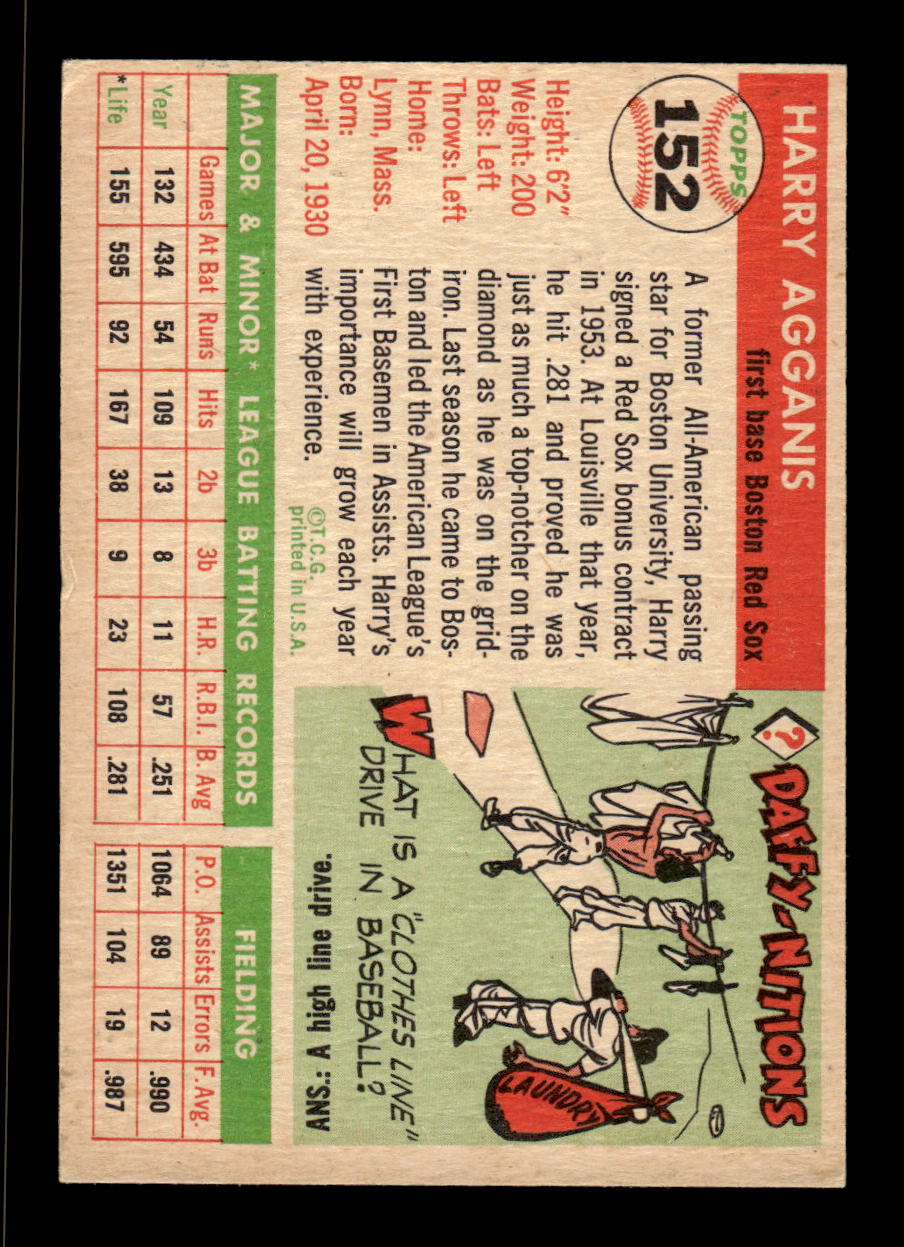 HARRY AGGANIS
first base Boston Red Sox
TOPPS
152
Height: 6'2"
Weight: 200
Bats: Left
Throws: Left
Home:
Lynn, Mass.
Born:
April 20, 1930
A former All-American passing
star for Boston University, Harry
signed a Red Sox bonus contract
in 1953. At Louisville that year,
he hit .281 and proved he was
just as much a top-notcher on the
diamond as he was on the grid-
iron. Last season he came to Bos-
ton and led the American League's
First Basemen in Assists. Harry's
importance will grow each year
with experience.
©T.C.G.
printed in U.S.A.
?
DAFFY-NITIONS
LAUNDRY
WHAT IS A "CLOTHES LINE"
DRIVE IN BASEBALL?
ANS.: A high line drive.
MAJOR & MINOR* LEAGUE BATTING RECORDS
FIELDING
Games At Bat Runs Hits 2b 3b H.R. R.B.I. B. Avg P.O. Assists Errors F. Avg.
Year 132 434 54 109 13 8 11 57 .251 1064 89 12 .990
*Life 155 595 92 167 38 9 23 108 .281 1351 104 19 .987